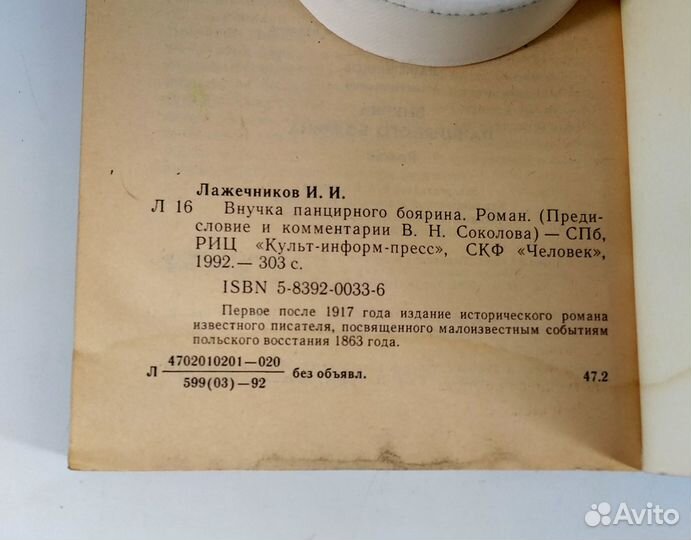 Лажечников И. И.
Л 16 Внучка панцирного боярина. Роман. (Преди-
словие и комментарии В. Н. Соколова) — СПб,
РИЦ «Культ-информ-пресс», СКФ «Человек»,
1992.— 303 с.
ISBN 5-8392-0033-6
Первое после 1917 года издание исторического романа
известного писателя, посвященного малоизвестным событиям
польского восстания 1863 года.
Л 4702010201—020
599(03)—92
без объявл.
47.2
Avito